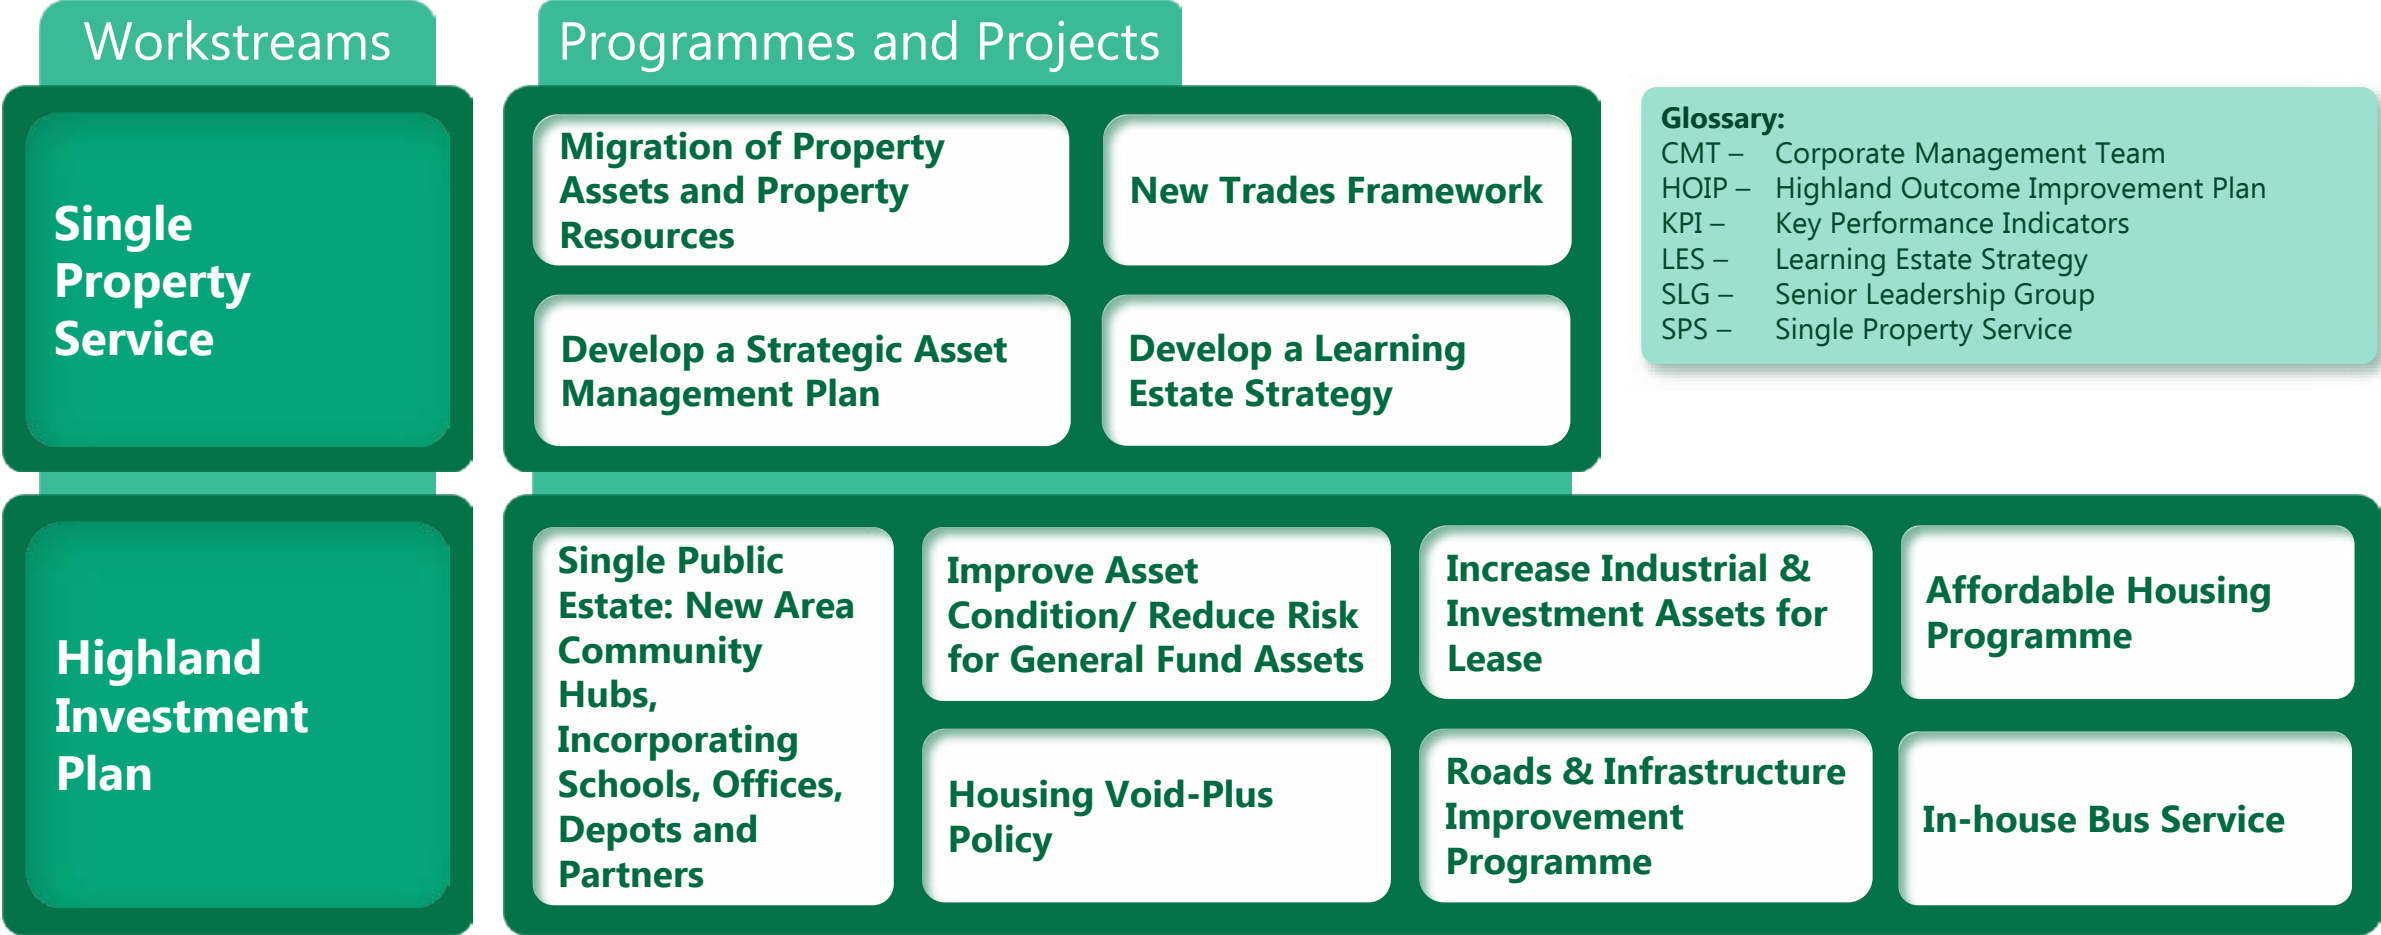 Workstreams
Programmes and Projects
Single
Property
Service
Migration of Property
Assets and Property
Resources
New Trades Framework
Develop a Strategic Asset
Management Plan
Develop a Learning
Estate Strategy
Glossary:
CMT – Corporate Management Team
HOIP – Highland Outcome Improvement Plan
KPI – Key Performance Indicators
LES – Learning Estate Strategy
SLG – Senior Leadership Group
SPS – Single Property Service
Highland
Investment
Plan
Single Public
Estate: New Area
Community
Hubs,
Incorporating
Schools, Offices,
Depots and
Partners
Improve Asset
Condition/ Reduce Risk
for General Fund Assets
Increase Industrial &
Investment Assets for
Lease
Affordable Housing
Programme
Housing Void-Plus
Policy
Roads & Infrastructure
Improvement
Programme
In-house Bus Service